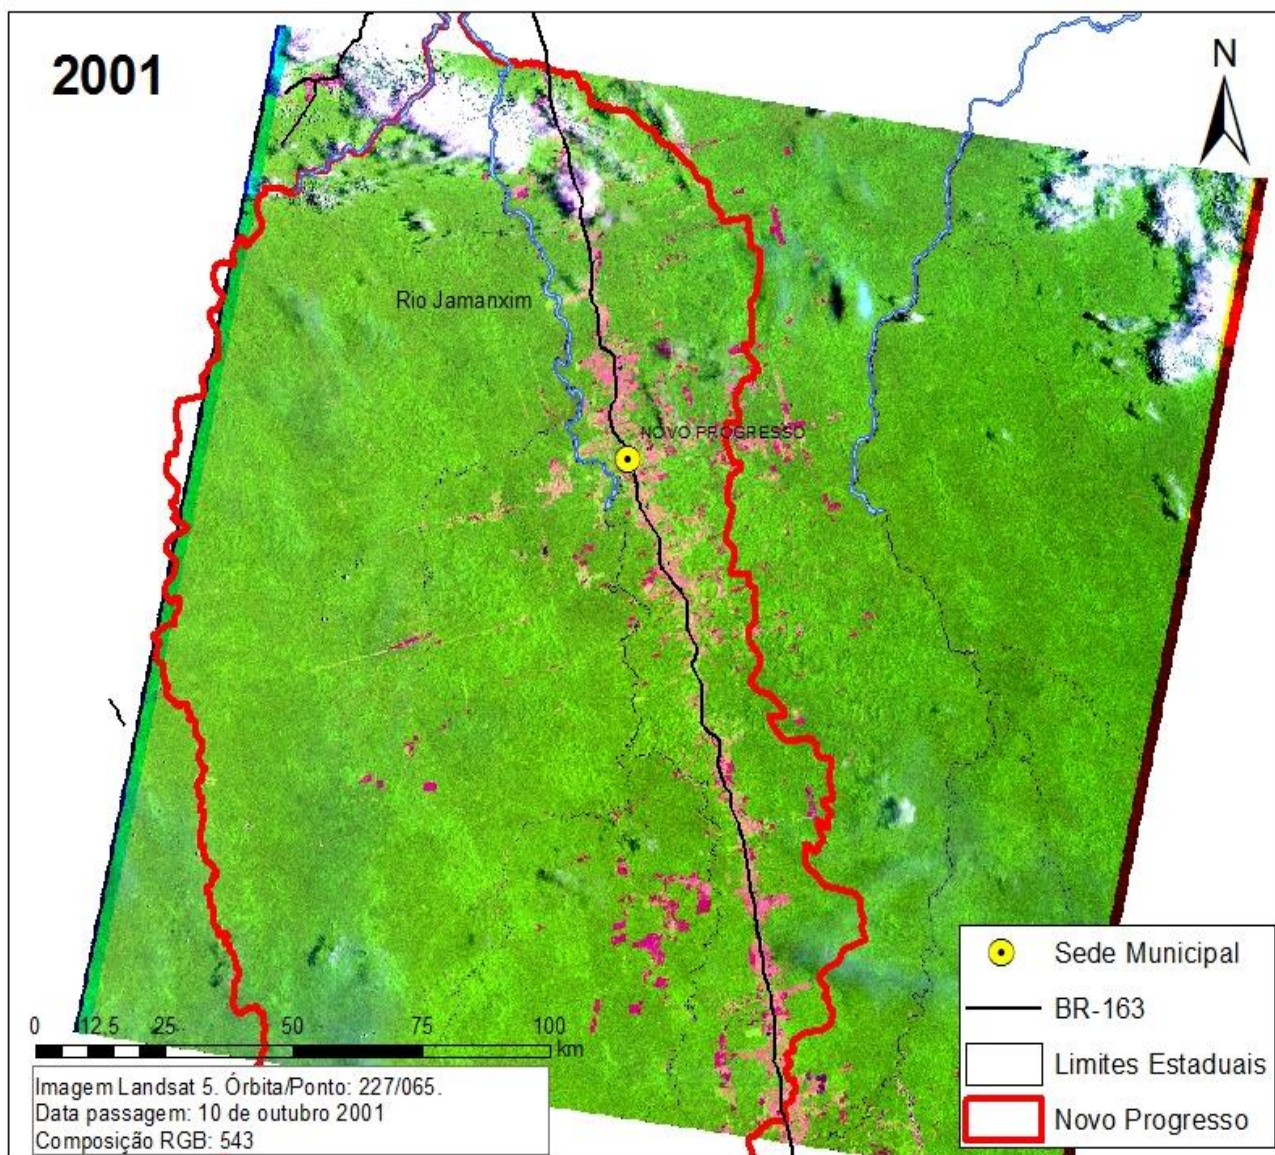 2001
N
Rio Jamanxim
NOVO PROGRESSO
Sede Municipal
BR-163
Limites Estaduais
Novo Progresso
0 12,5 25 50 75 100
km
Imagem Landsat 5. Órbita/Ponto: 227/065.
Data passagem: 10 de outubro 2001
Composição RGB: 543